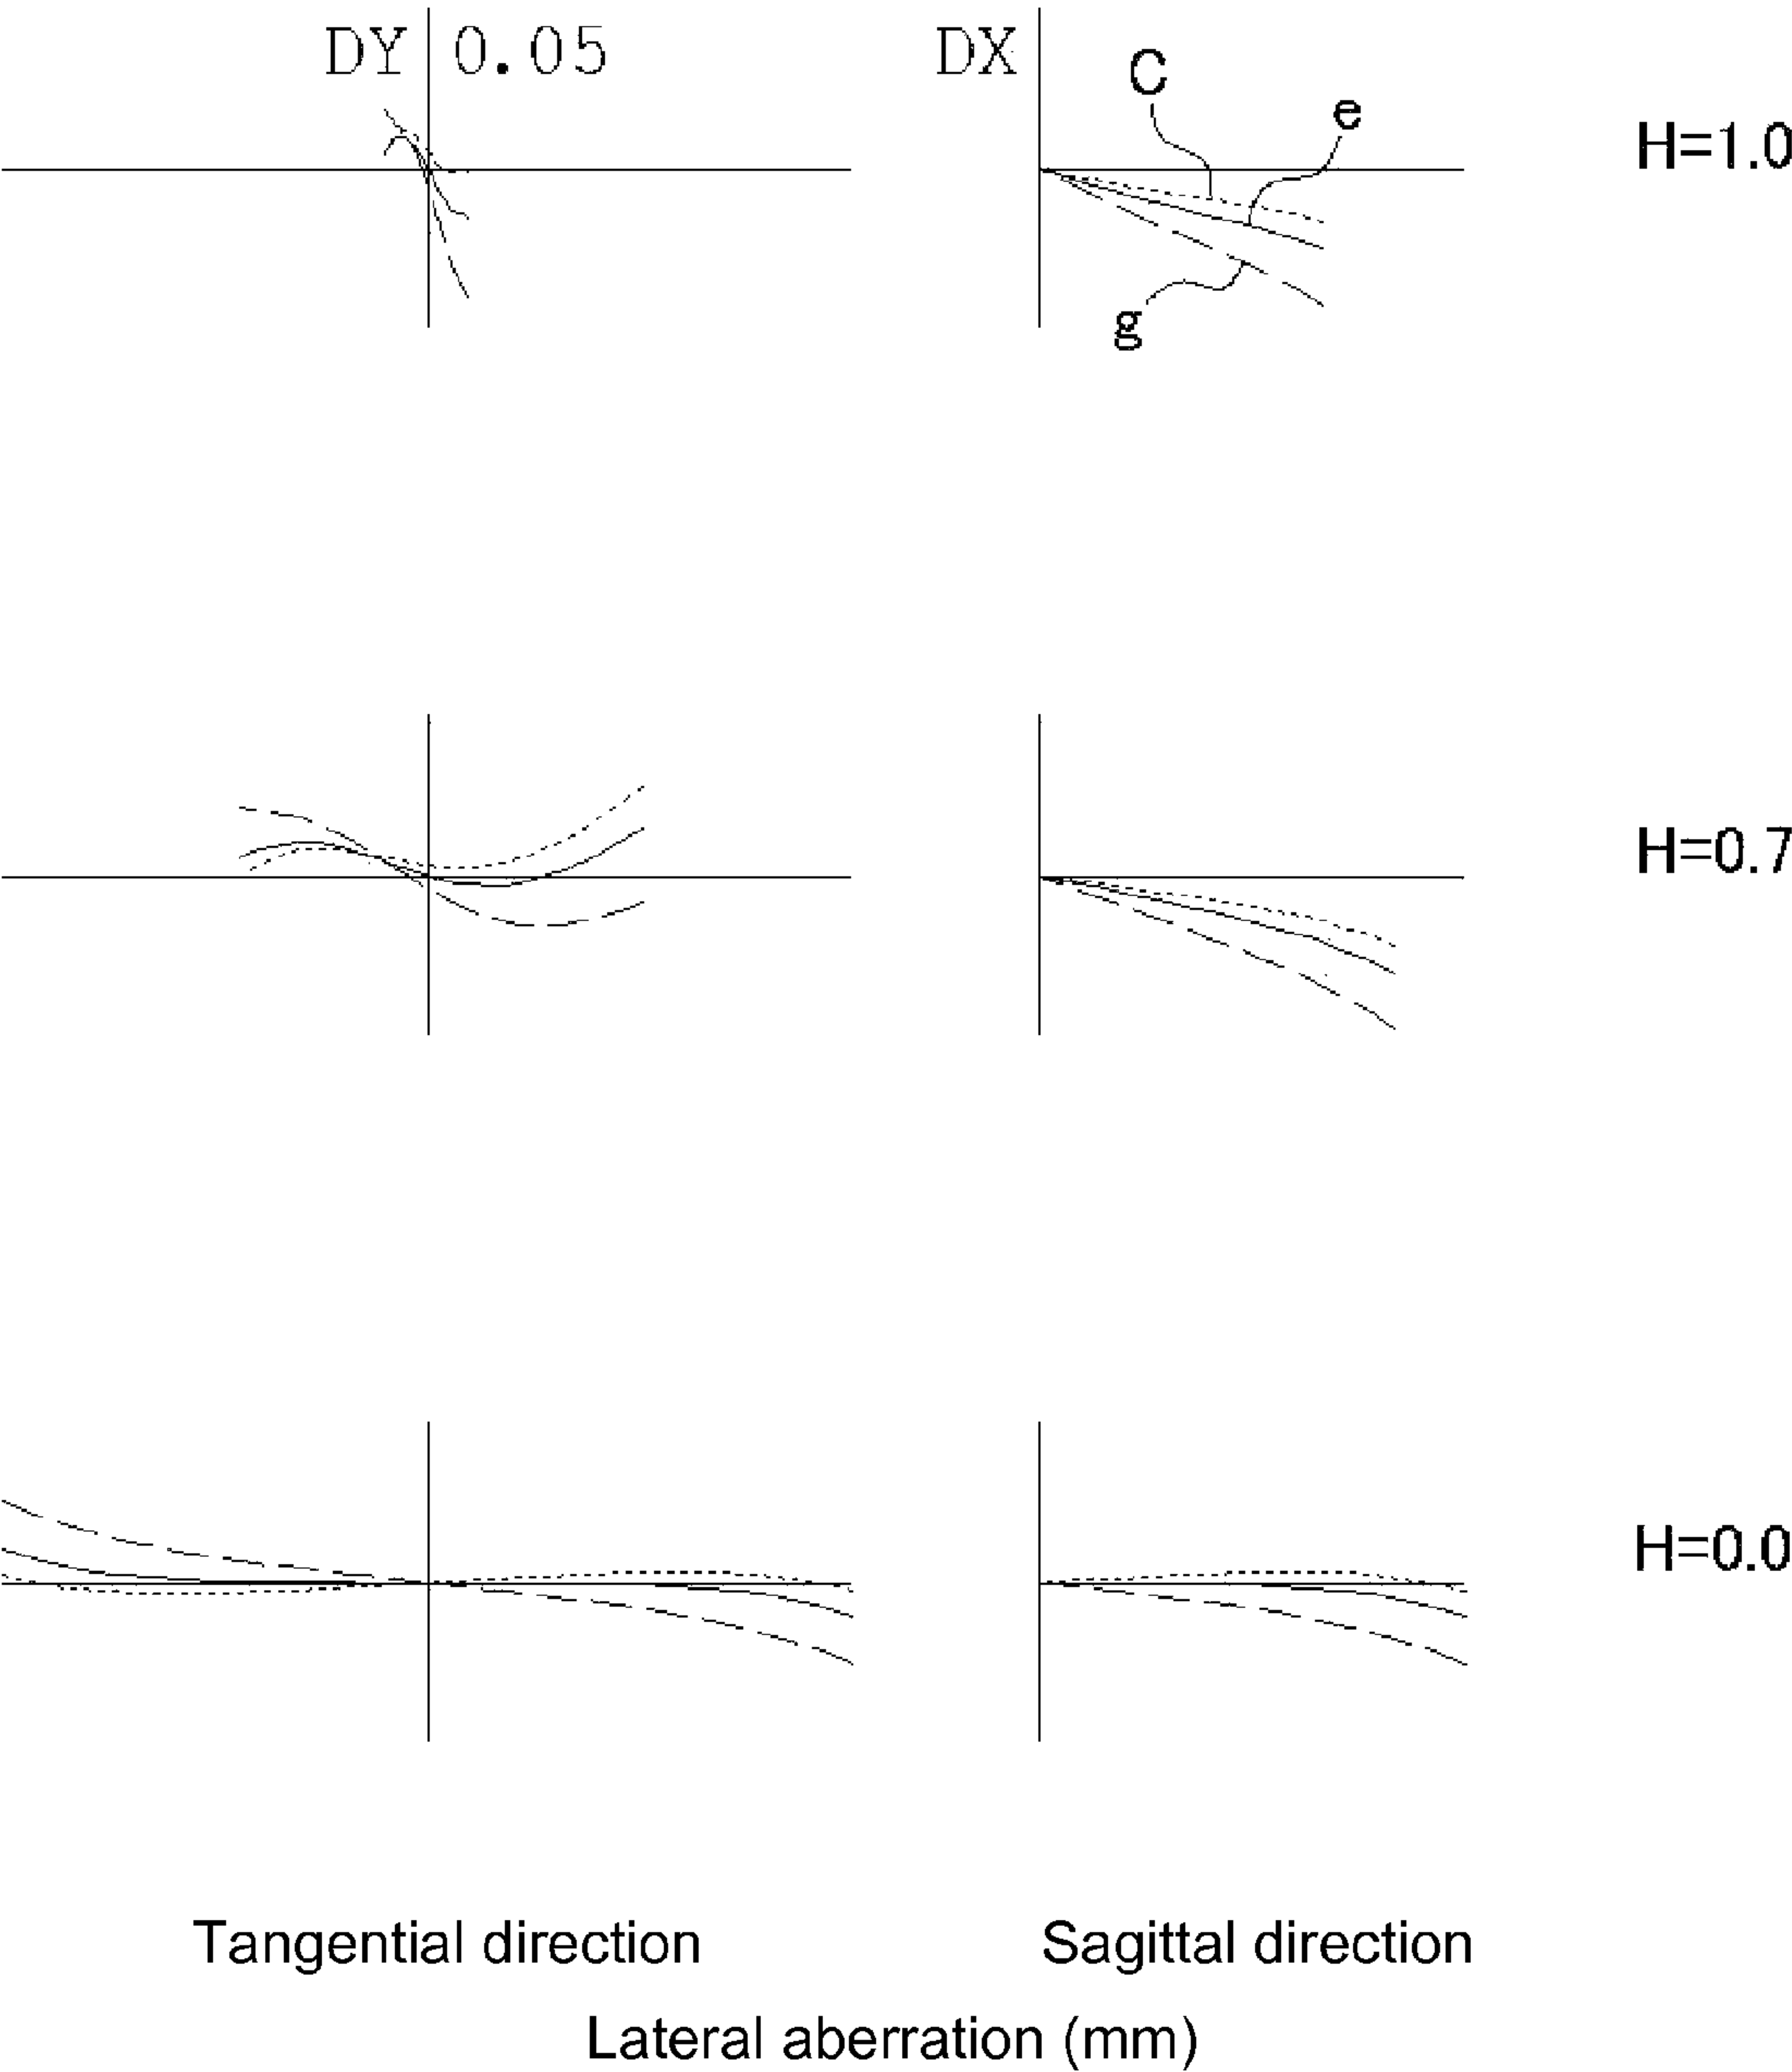 DY 0.05
DX
C
e
g
H=1.0
H=0.7
H=0.0
Tangential direction
Sagittal direction
Lateral aberration (mm)